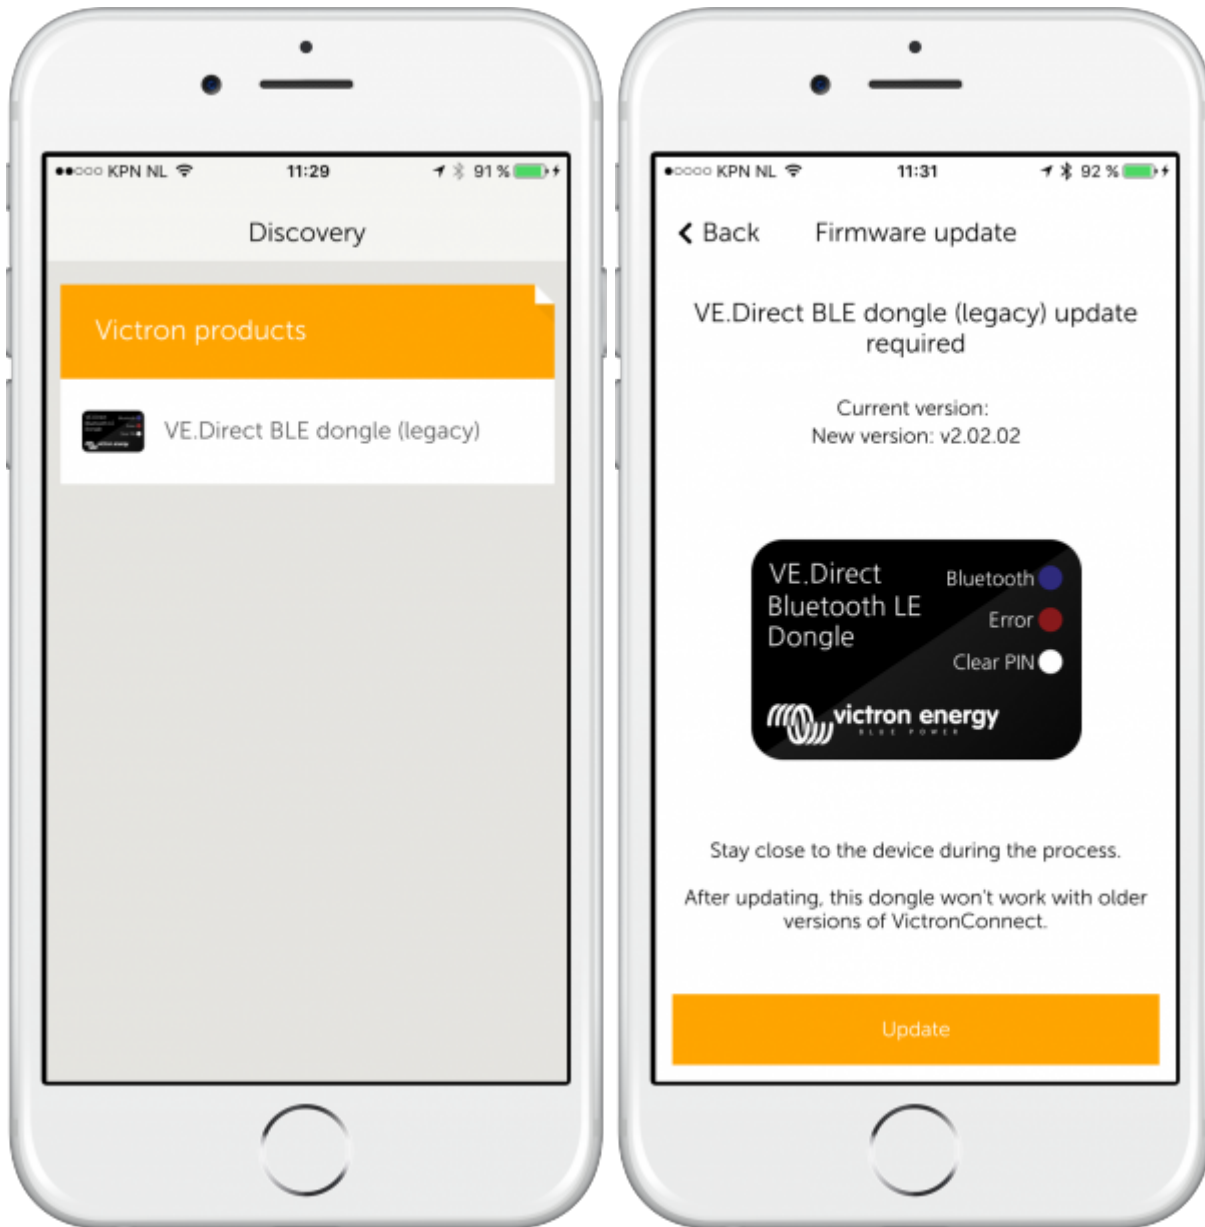 KPN NL 11:29 91 %
Discovery
Victron products
VE.Direct BLE dongle (legacy)
KPN NL 11:31 92 %
Back Firmware update
VE.Direct BLE dongle (legacy) update
required
Current version:
New version: v2.02.02
VE.Direct
Bluetooth LE
Dongle
Bluetooth
Error
Clear PIN
victron energy
BLUE POWER
Stay close to the device during the process.
After updating, this dongle won't work with older
versions of VictronConnect.
Update